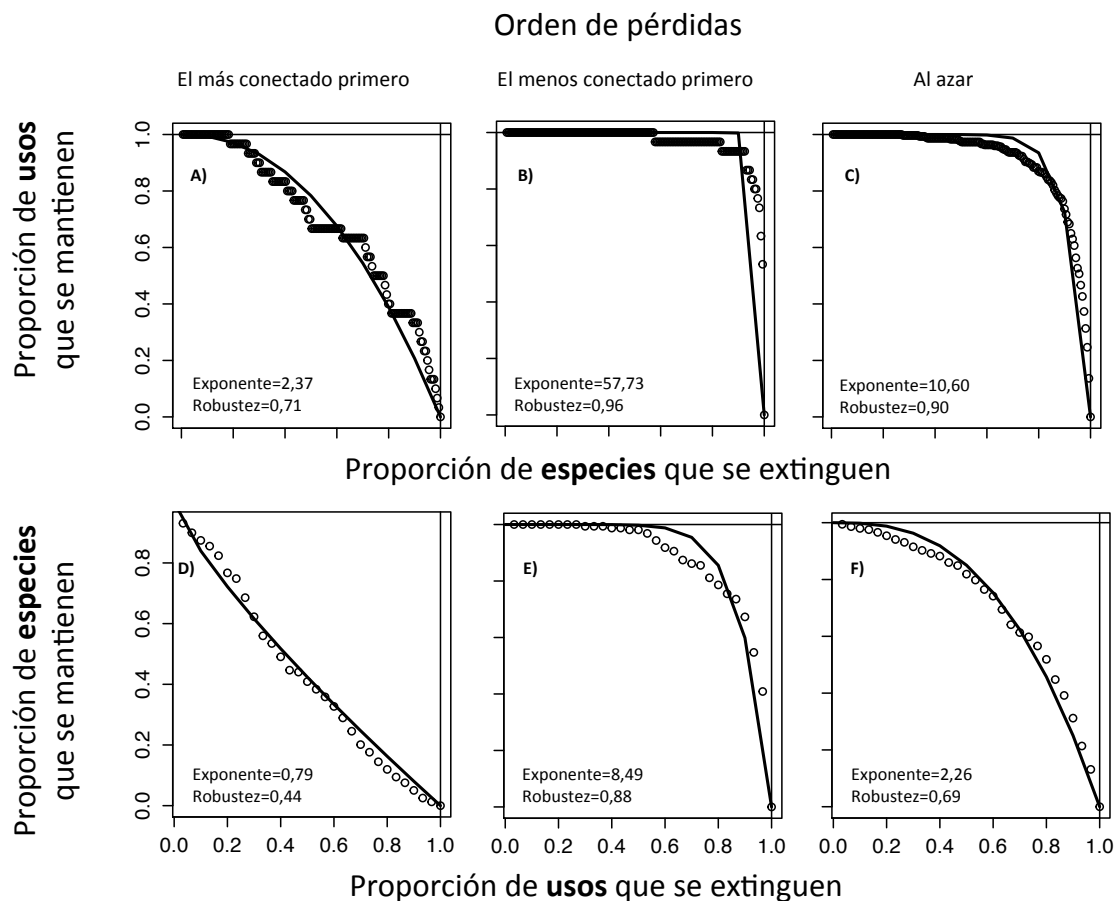 Orden de pérdidas
El más conectado primero
El menos conectado primero
Al azar
Proporción de usos
que se mantienen
1.0
0.8
0.6
0.4
0.2
0.0
A)
Exponente=2,37
Robustez=0,71
B)
Exponente=57,73
Robustez=0,96
C)
Exponente=10,60
Robustez=0,90
Proporción de especies que se extinguen
Proporción de especies
que se mantienen
0.8
0.6
0.4
0.2
0.0
D)
Exponente=0,79
Robustez=0,44
E)
Exponente=8,49
Robustez=0,88
F)
Exponente=2,26
Robustez=0,69
0.0 0.2 0.4 0.6 0.8 1.0
0.0 0.2 0.4 0.6 0.8 1.0
0.0 0.2 0.4 0.6 0.8 1.0
Proporción de usos que se extinguen